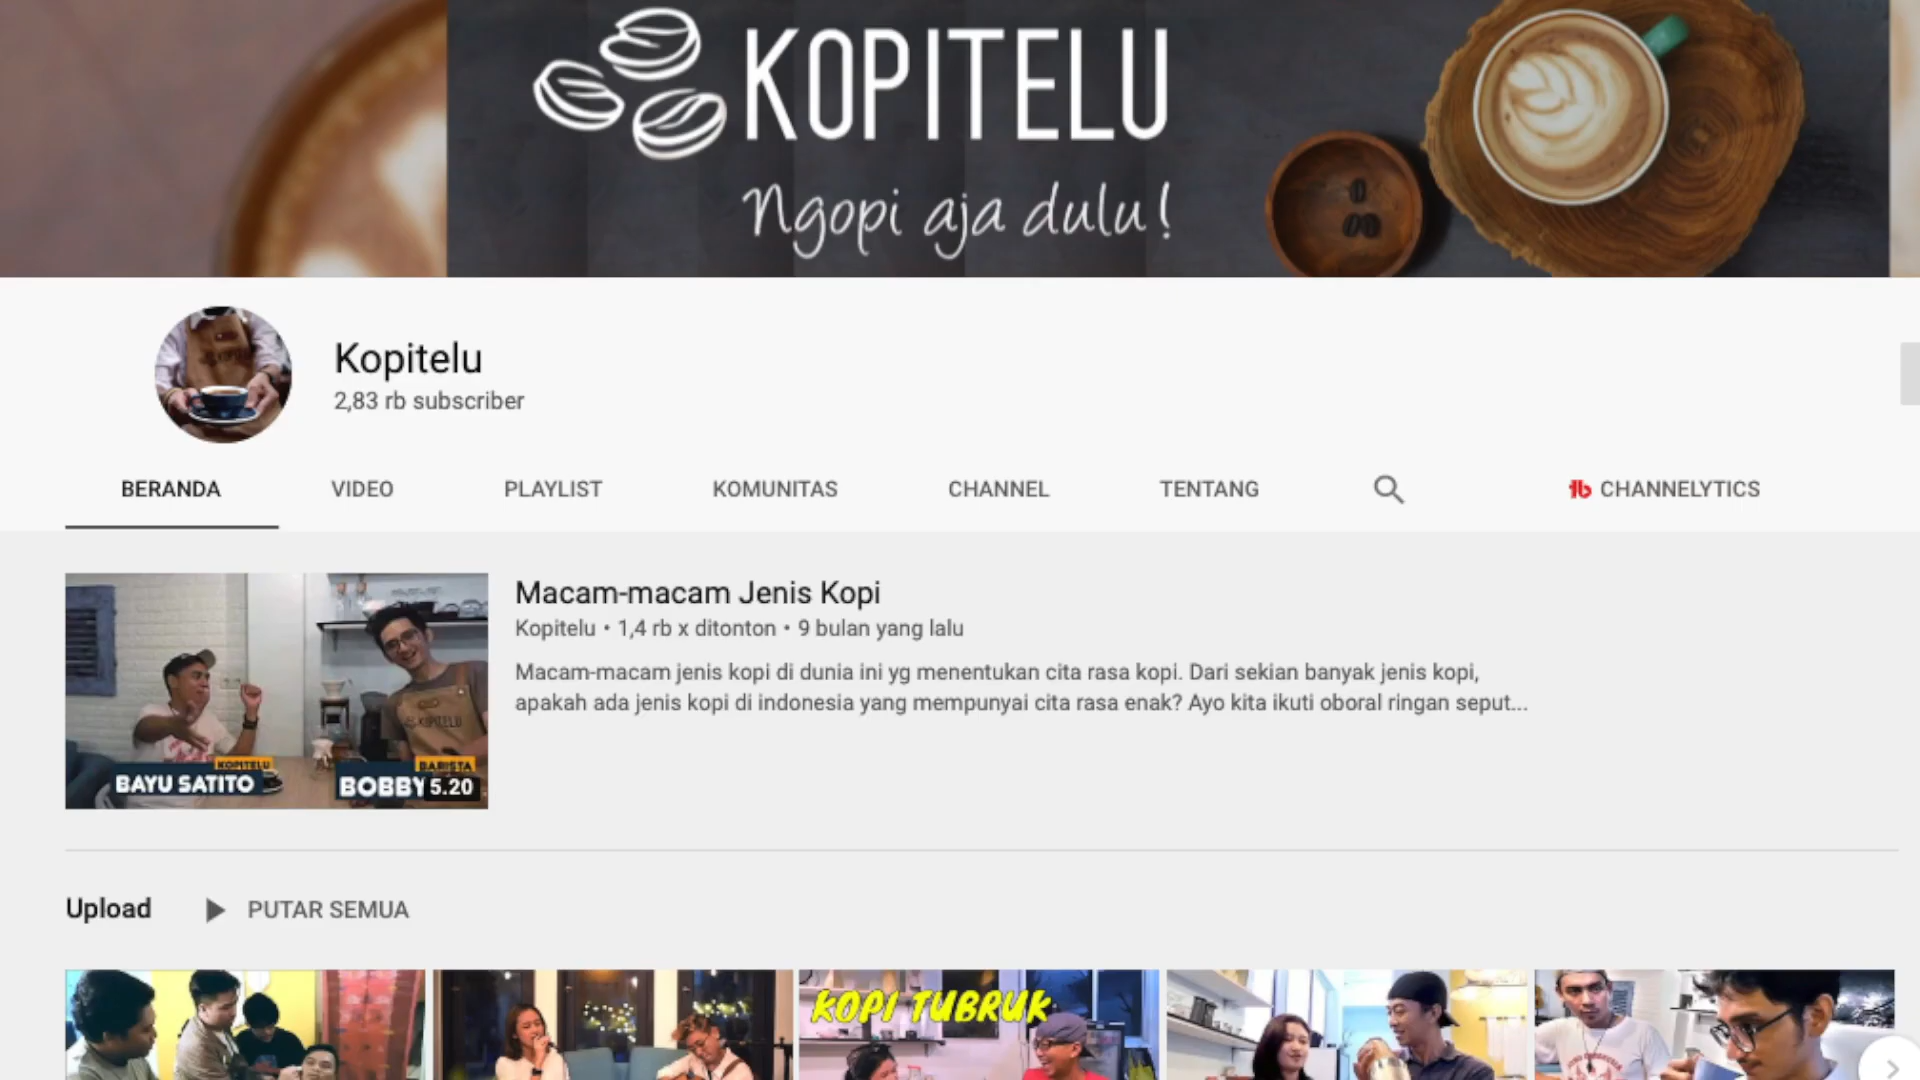 KOPITELU
Ngopi aja dulu!
Kopitelu
2,83 rb subscriber
BERANDA
VIDEO
PLAYLIST
KOMUNITAS
CHANNEL
TENTANG
CHANNELYTICS
Macam-macam Jenis Kopi
Kopitelu • 1,4 rb x ditonton • 9 bulan yang lalu
Macam-macam jenis kopi di dunia ini yg menentukan cita rasa kopi. Dari sekian banyak jenis kopi,
apakah ada jenis kopi di indonesia yang mempunyai cita rasa enak? Ayo kita ikuti oboral ringan seput...
KOPITELU
KOPITELU
BAYU SATITO
BARISTA
BOBBY
5.20
Upload
PUTAR SEMUA
KOPI TUBRUK